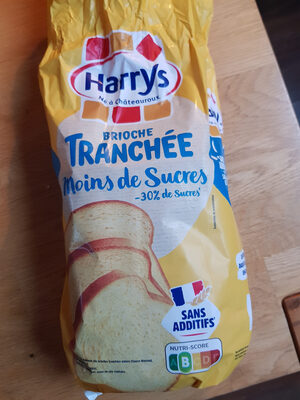 Harrys
Né à Châteauroux
BRIOCHE
TRANCHÉE
Moins de Sucres
-30% de Sucres*
SANS
ADDITIFS*
NUTRI-SCORE
A B C D E